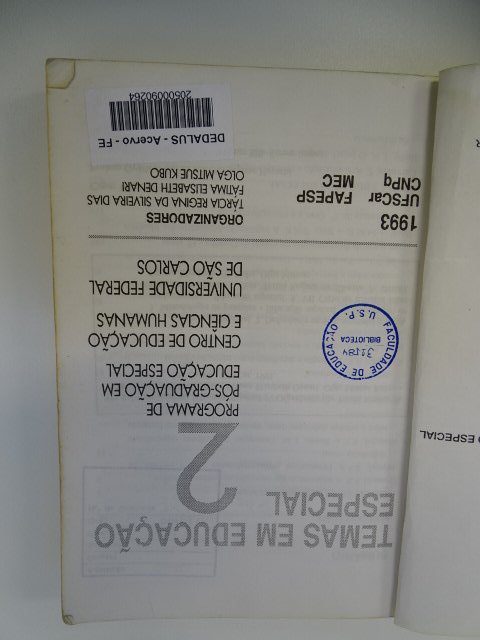 TEMAS EM EDUCAÇÃO
ESPECIAL
2
PROGRAMA DE
PÓS-GRADUAÇÃO EM
EDUCAÇÃO ESPECIAL
CENTRO DE EDUCAÇÃO
E CIÊNCIAS HUMANAS
UNIVERSIDADE FEDERAL
DE SÃO CARLOS
FACULDADE DE EDUCAÇÃO
31184
BIBLIOTECA
U.S.P.
1993
UFSCar FAPESP
CNPq MEC
ORGANIZADORES
TÁRCIA REGINA DA SILVEIRA DIAS
FÁTIMA ELISABETH DENARI
OLGA MITSUE KUBO
DEDALUS - Acervo - FE
20500090264
ESPECIAL